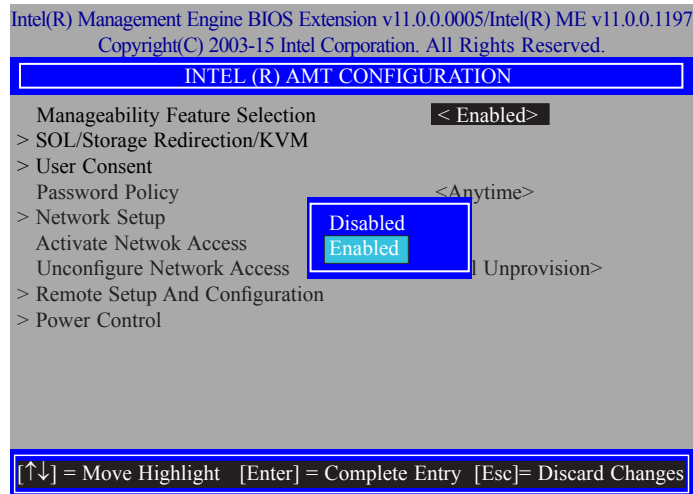 Intel(R) Management Engine BIOS Extension v11.0.0.0005/Intel(R) ME v11.0.0.1197
Copyright(C) 2003-15 Intel Corporation. All Rights Reserved.
INTEL (R) AMT CONFIGURATION
Manageability Feature Selection < Enabled>
> SOL/Storage Redirection/KVM
> User Consent
Password Policy <Anytime>
> Network Setup
Disabled
Activate Netwok Access
Enabled
Unconfigure Network Access Unprovision>
> Remote Setup And Configuration
> Power Control
[↑↓] = Move Highlight [Enter] = Complete Entry [Esc]= Discard Changes